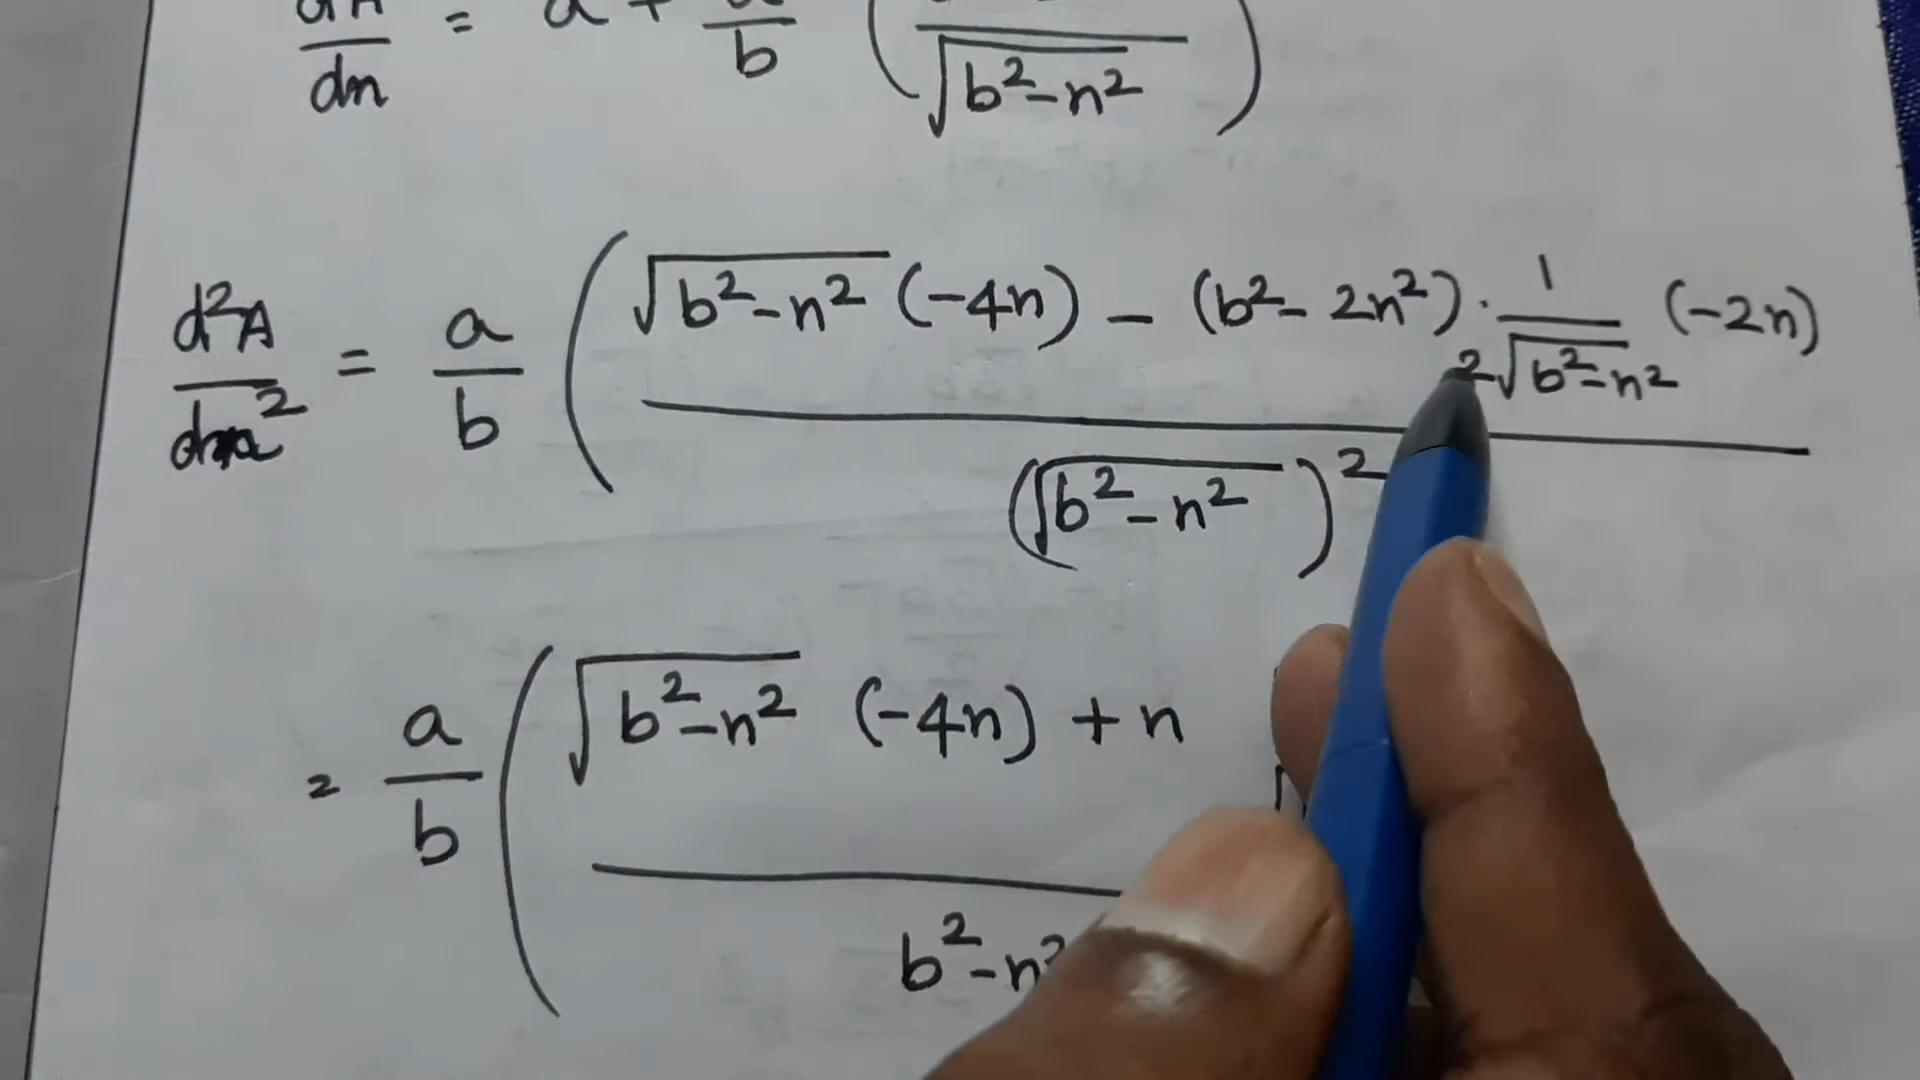 dA/dn = a + a/b ( / √b²-n² )
d²A/dn² = a/b ( √b²-n² (-4n) - (b²- 2n²) · 1/2√b²-n² (-2n) / (√b²-n²)² )
= a/b ( √b²-n² (-4n) + n / b²-n²